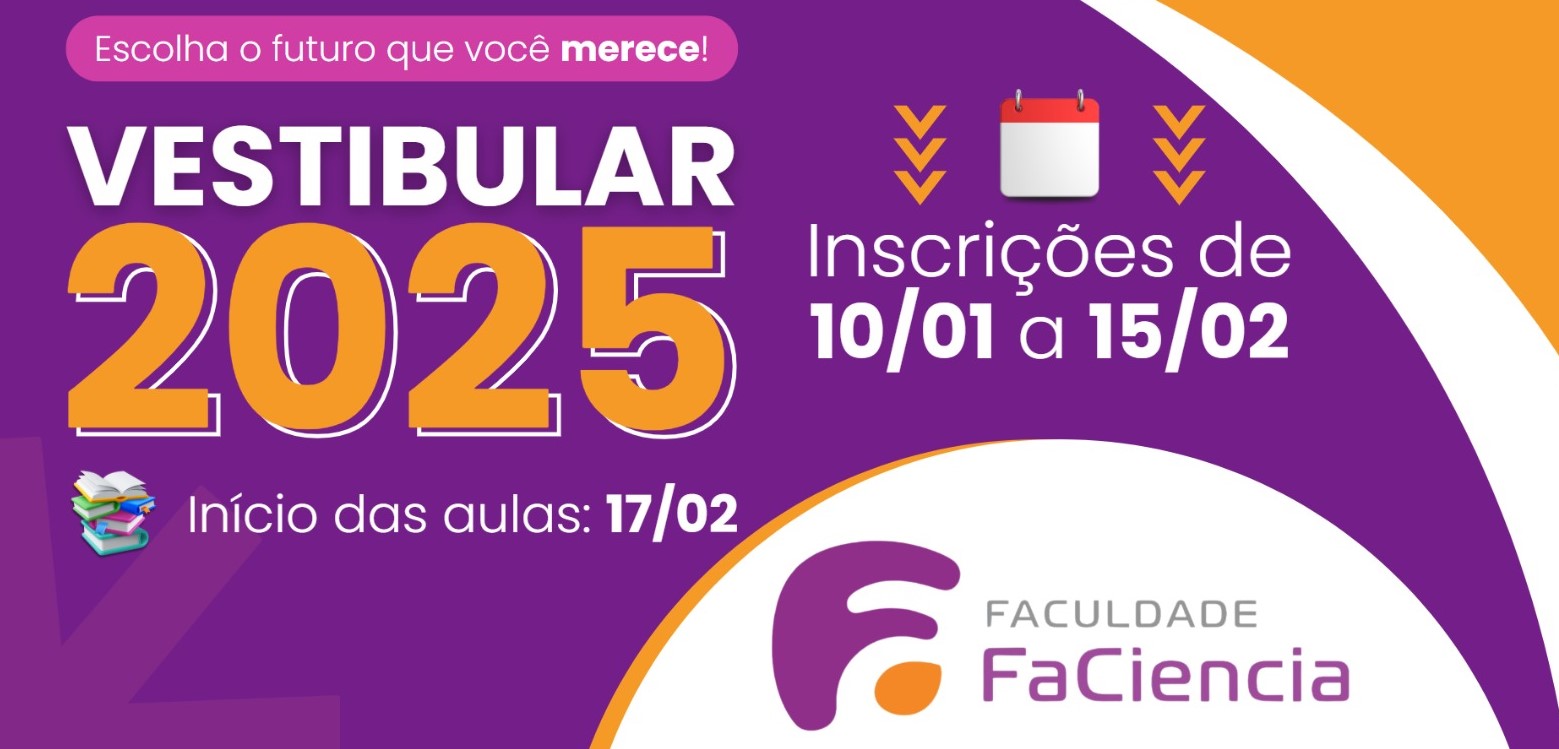 Escolha o futuro que você merece!
VESTIBULAR
2025
Início das aulas: 17/02
Inscrições de
10/01 a 15/02
FACULDADE
FaCiencia